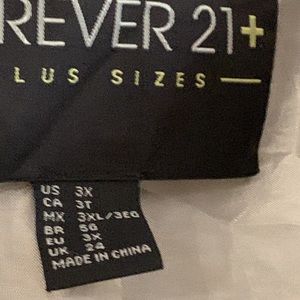 REVER 21+
LUS SIZES
US 3X
CA 3T
MX 3XL/3EG
BR 56
EU 3X
UK 24
MADE IN CHINA